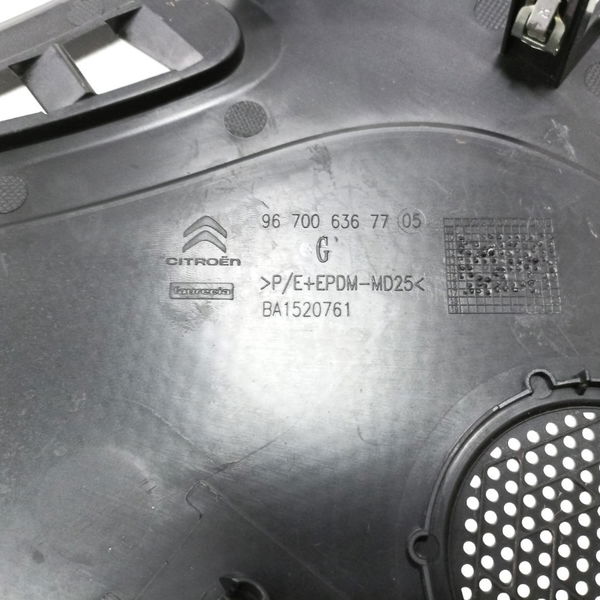 96 700 636 77 05
G
CITROËN
>P/E+EPDM-MD25<
BA1520761